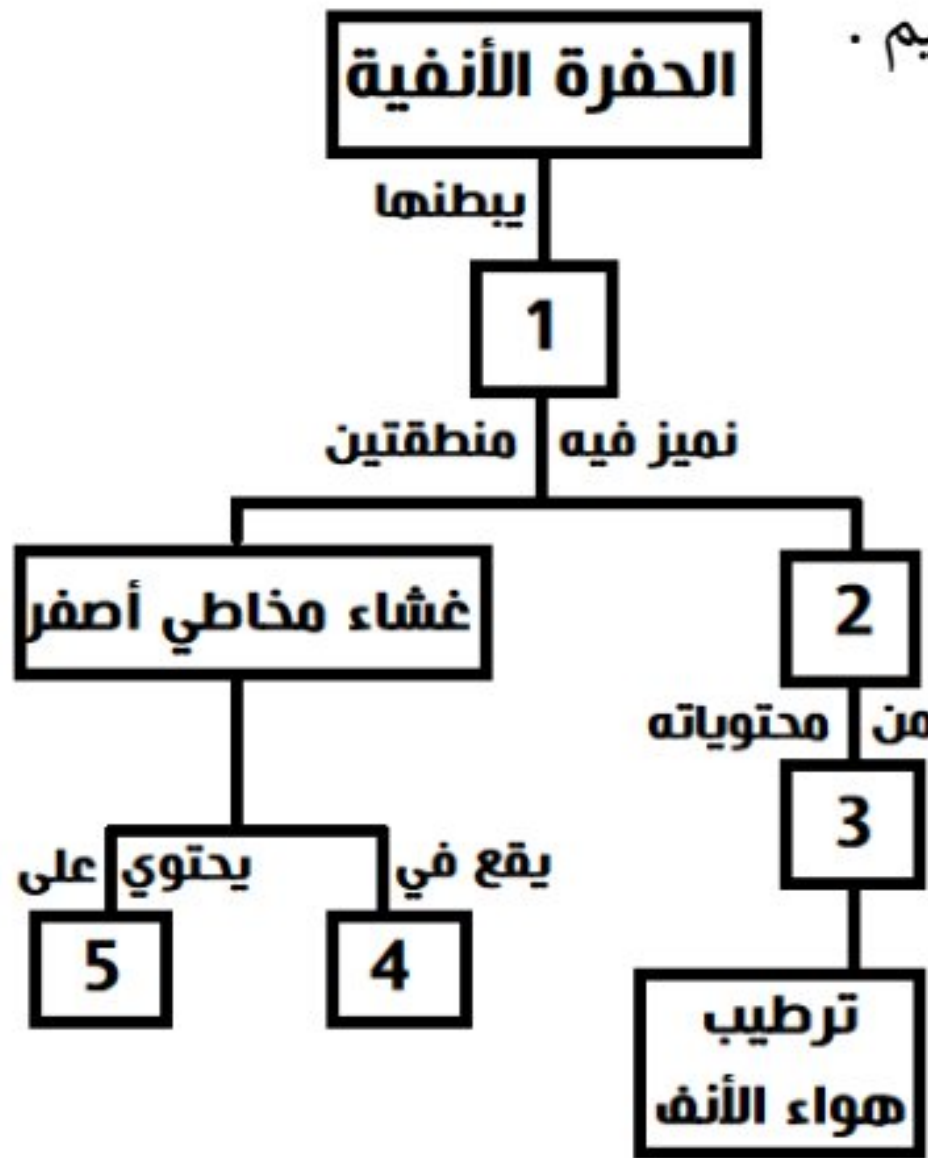 الحفرة الأنفية
يبطنها
1
نميز فيه منطقتين
غشاء مخاطي أصفر
2
من محتوياته
3
يقع في
يحتوي على
4
5
ترطيب
هواء الأنف